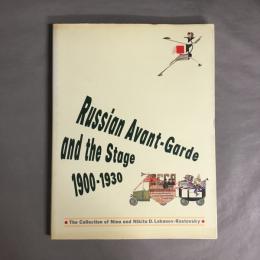 Russian Avant-Garde
and the Stage
1900-1930
The Collection of Nina and Nikita D. Lobanov-Rostovsky